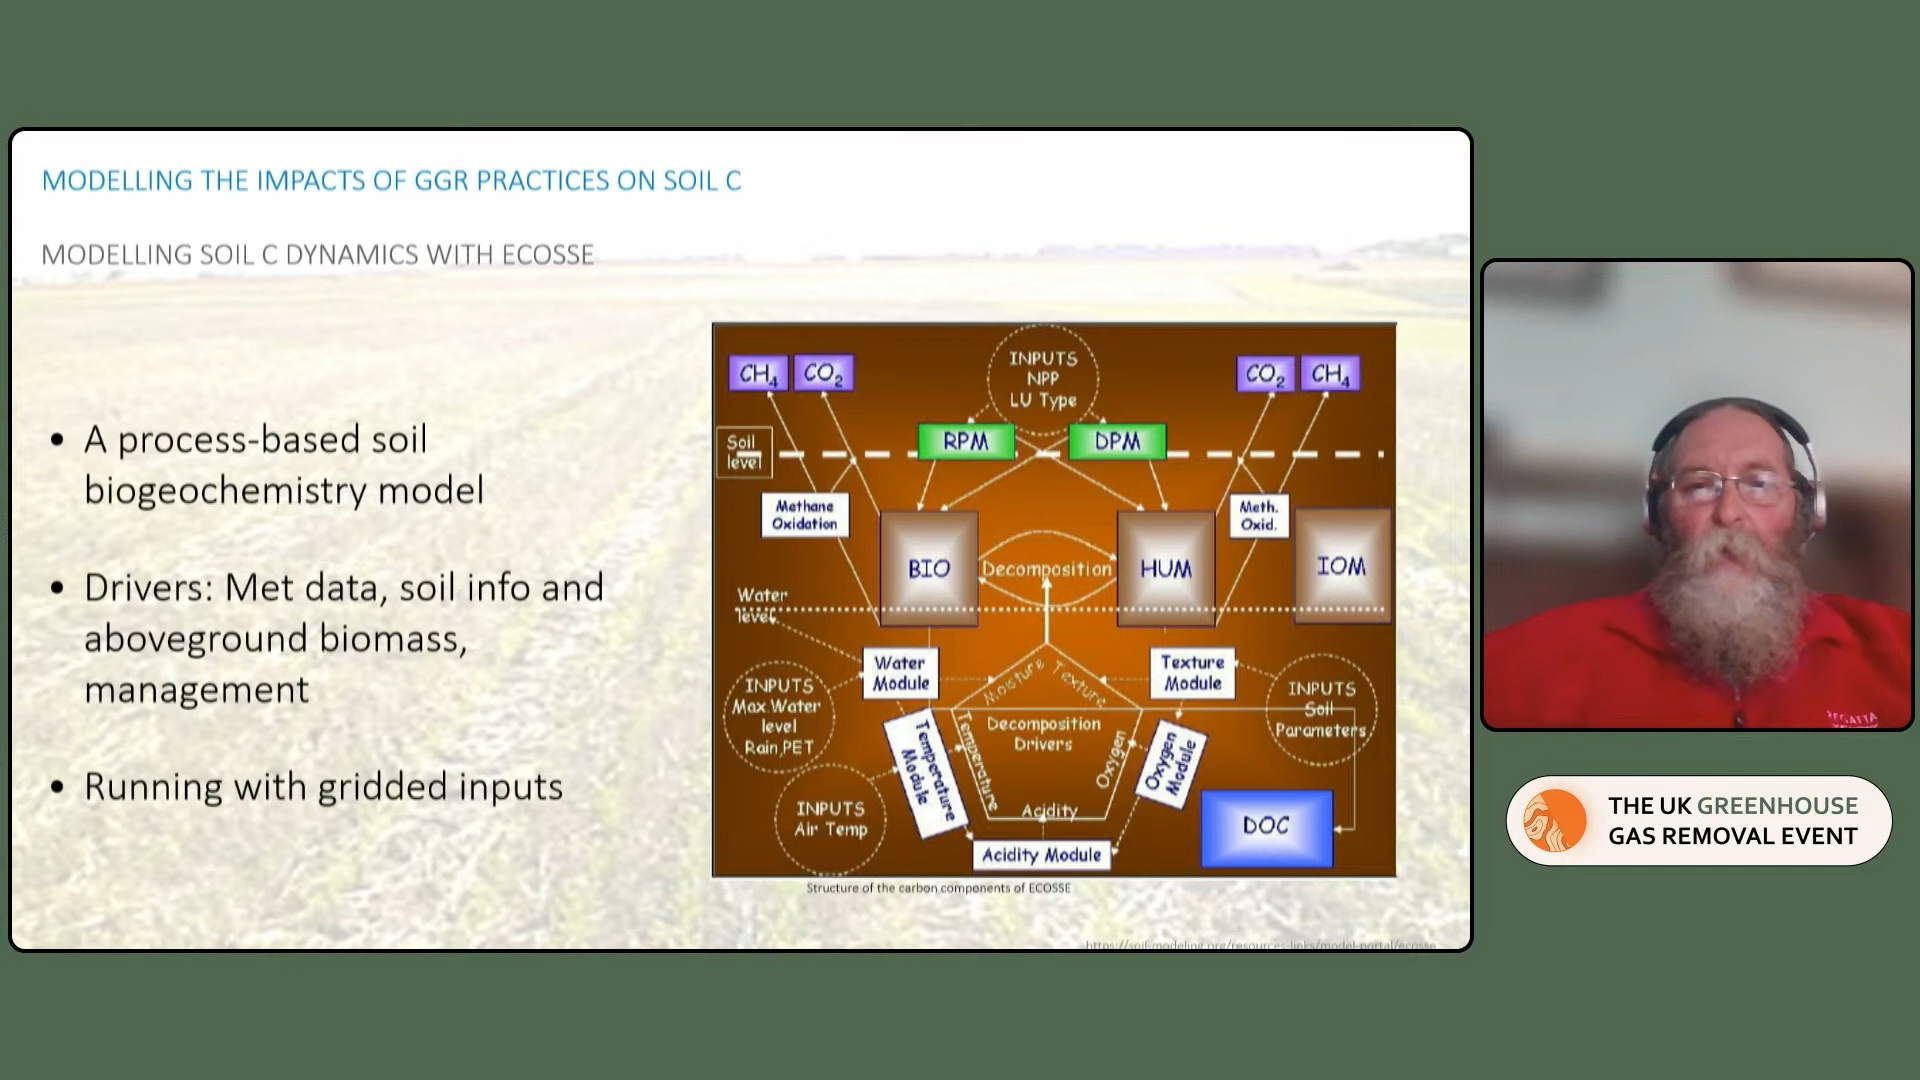 MODELLING THE IMPACTS OF GGR PRACTICES ON SOIL C
MODELLING SOIL C DYNAMICS WITH ECOSSE
• A process-based soil
biogeochemistry model
• Drivers: Met data, soil info and
aboveground biomass,
management
• Running with gridded inputs
CH₄
CO₂
INPUTS
NPP
LU Type
CO₂
CH₄
Soil
level
RPM
DPM
Methane
Oxidation
Meth.
Oxid.
BIO
Decomposition
HUM
IOM
Water
level
Water
Module
Moisture
Texture
Texture
Module
INPUTS
Max.Water
level
Rain,PET
Temperature
Module
Temperature
Decomposition
Drivers
Oxygen
Oxygen
Module
INPUTS
Soil
Parameters
INPUTS
Air Temp
Acidity
Acidity Module
DOC
Structure of the carbon components of ECOSSE
https://soil-modeling.org/resources-links/model-portal/ecosse
REGATTA
THE UK GREENHOUSE
GAS REMOVAL EVENT